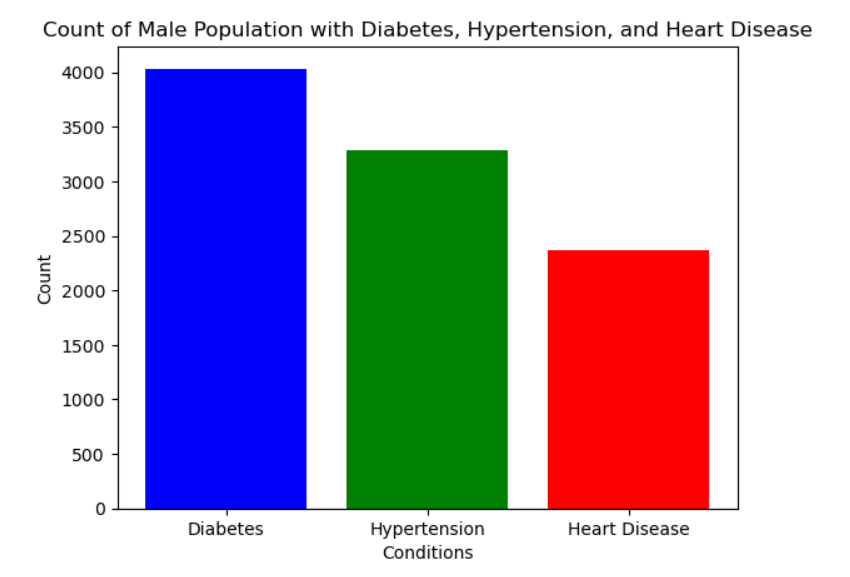 Count of Male Population with Diabetes, Hypertension, and Heart Disease
4000
3500
3000
2500
2000
1500
1000
500
0
Count
Diabetes
Hypertension
Heart Disease
Conditions